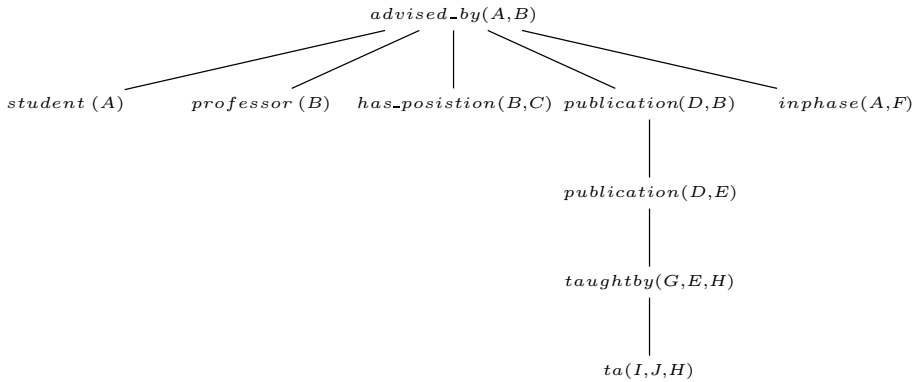 advised_by(A,B)
student (A) professor (B) has_posistion(B,C) publication(D,B) inphase(A,F)
publication(D,E)
taughtby(G,E,H)
ta(I,J,H)